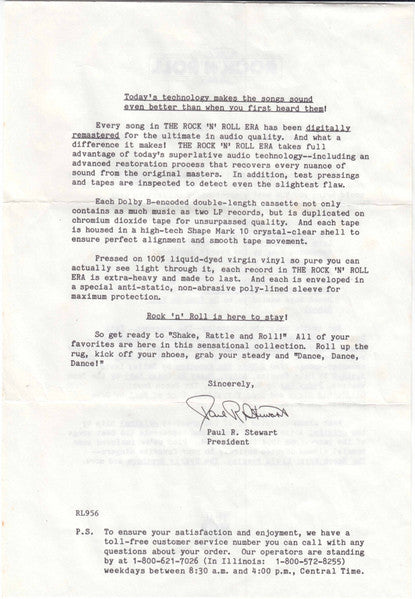 Today's technology makes the songs sound
even better than when you first heard them!
Every song in THE ROCK 'N' ROLL ERA has been digitally
remastered for the ultimate in audio quality. And what a
difference it makes! THE ROCK 'N' ROLL ERA takes full
advantage of today's superlative audio technology--including an
advanced restoration process that recovers every nuance of
sound from the original masters. In addition, test pressings
and tapes are inspected to detect even the slightest flaw.
Each Dolby B-encoded double-length cassette not only
contains as much music as two LP records, but is duplicated on
chromium dioxide tape for unsurpassed quality. And each tape
is housed in a high-tech Shape Mark 10 crystal-clear shell to
ensure perfect alignment and smooth tape movement.
Pressed on 100% liquid-dyed virgin vinyl so pure you can
actually see light through it, each record in THE ROCK 'N' ROLL
ERA is extra-heavy and made to last. And each is enveloped in
a special anti-static, non-abrasive poly-lined sleeve for
maximum protection.
Rock 'n' Roll is here to stay!
So get ready to "Shake, Rattle and Roll!" All of your
favorites are here in this sensational collection. Roll up the
rug, kick off your shoes, grab your steady and "Dance, Dance,
Dance!"
Sincerely,
Paul R. Stewart
Paul R. Stewart
President
RL956
P.S. To ensure your satisfaction and enjoyment, we have a
toll-free customer service number you can call with any
questions about your order. Our operators are standing
by at 1-800-621-7026 (In Illinois: 1-800-572-8255)
weekdays between 8:30 a.m. and 4:00 p.m., Central Time.